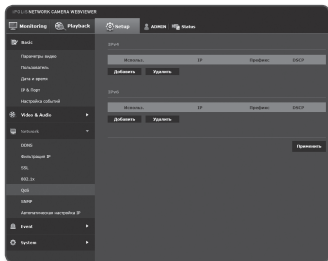 iPOLiS NETWORK CAMERA WEBVIEWER
Monitoring Playback Setup ADMIN Status
Basic
Параметры видео
Пользователь
Дата и время
IP & Порт
Настройка событий
Video & Audio
Network
DDNS
Фильтрация IP
SSL
802.1x
QoS
SNMP
Автоматическая настройка IP
Event
System
IPv4
Использ. IP Префикс DSCP
Добавить Удалить
IPv6
Использ. IP Префикс DSCP
Добавить Удалить
Применить